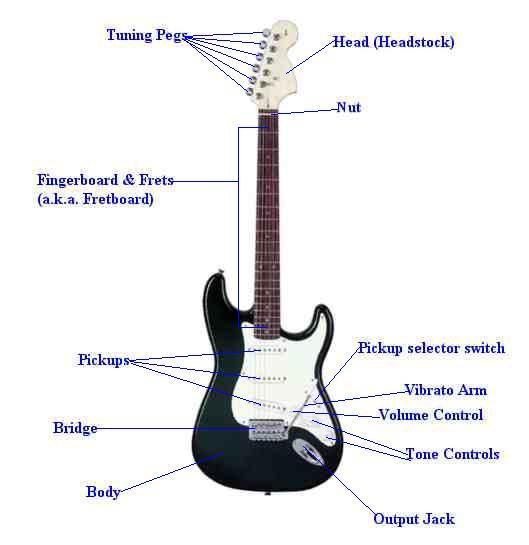 Tuning Pegs
Head (Headstock)
Nut
Fingerboard & Frets
(a.k.a. Fretboard)
Pickup selector switch
Pickups
Vibrato Arm
Volume Control
Bridge
Tone Controls
Body
Output Jack